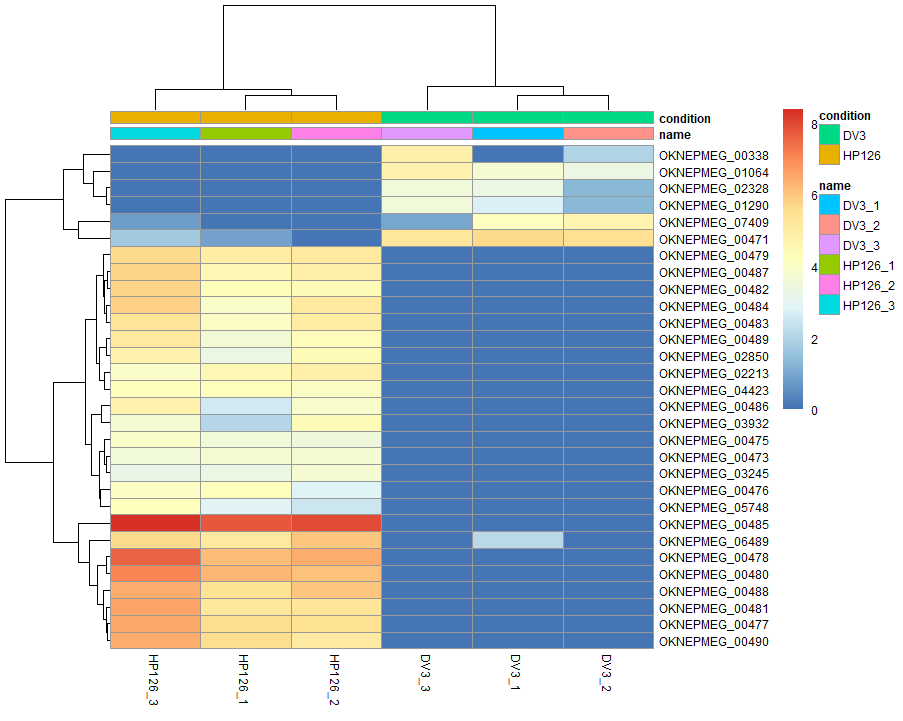 condition
name
OKNEPMEG_00338
OKNEPMEG_01064
OKNEPMEG_02328
OKNEPMEG_01290
OKNEPMEG_07409
OKNEPMEG_00471
OKNEPMEG_00479
OKNEPMEG_00487
OKNEPMEG_00482
OKNEPMEG_00484
OKNEPMEG_00483
OKNEPMEG_00489
OKNEPMEG_02850
OKNEPMEG_02213
OKNEPMEG_04423
OKNEPMEG_00486
OKNEPMEG_03932
OKNEPMEG_00475
OKNEPMEG_00473
OKNEPMEG_03245
OKNEPMEG_00476
OKNEPMEG_05748
OKNEPMEG_00485
OKNEPMEG_06489
OKNEPMEG_00478
OKNEPMEG_00480
OKNEPMEG_00488
OKNEPMEG_00481
OKNEPMEG_00477
OKNEPMEG_00490
HP126_3
HP126_1
HP126_2
DV3_3
DV3_1
DV3_2
8
6
4
2
0
condition
DV3
HP126
name
DV3_1
DV3_2
DV3_3
HP126_1
HP126_2
HP126_3